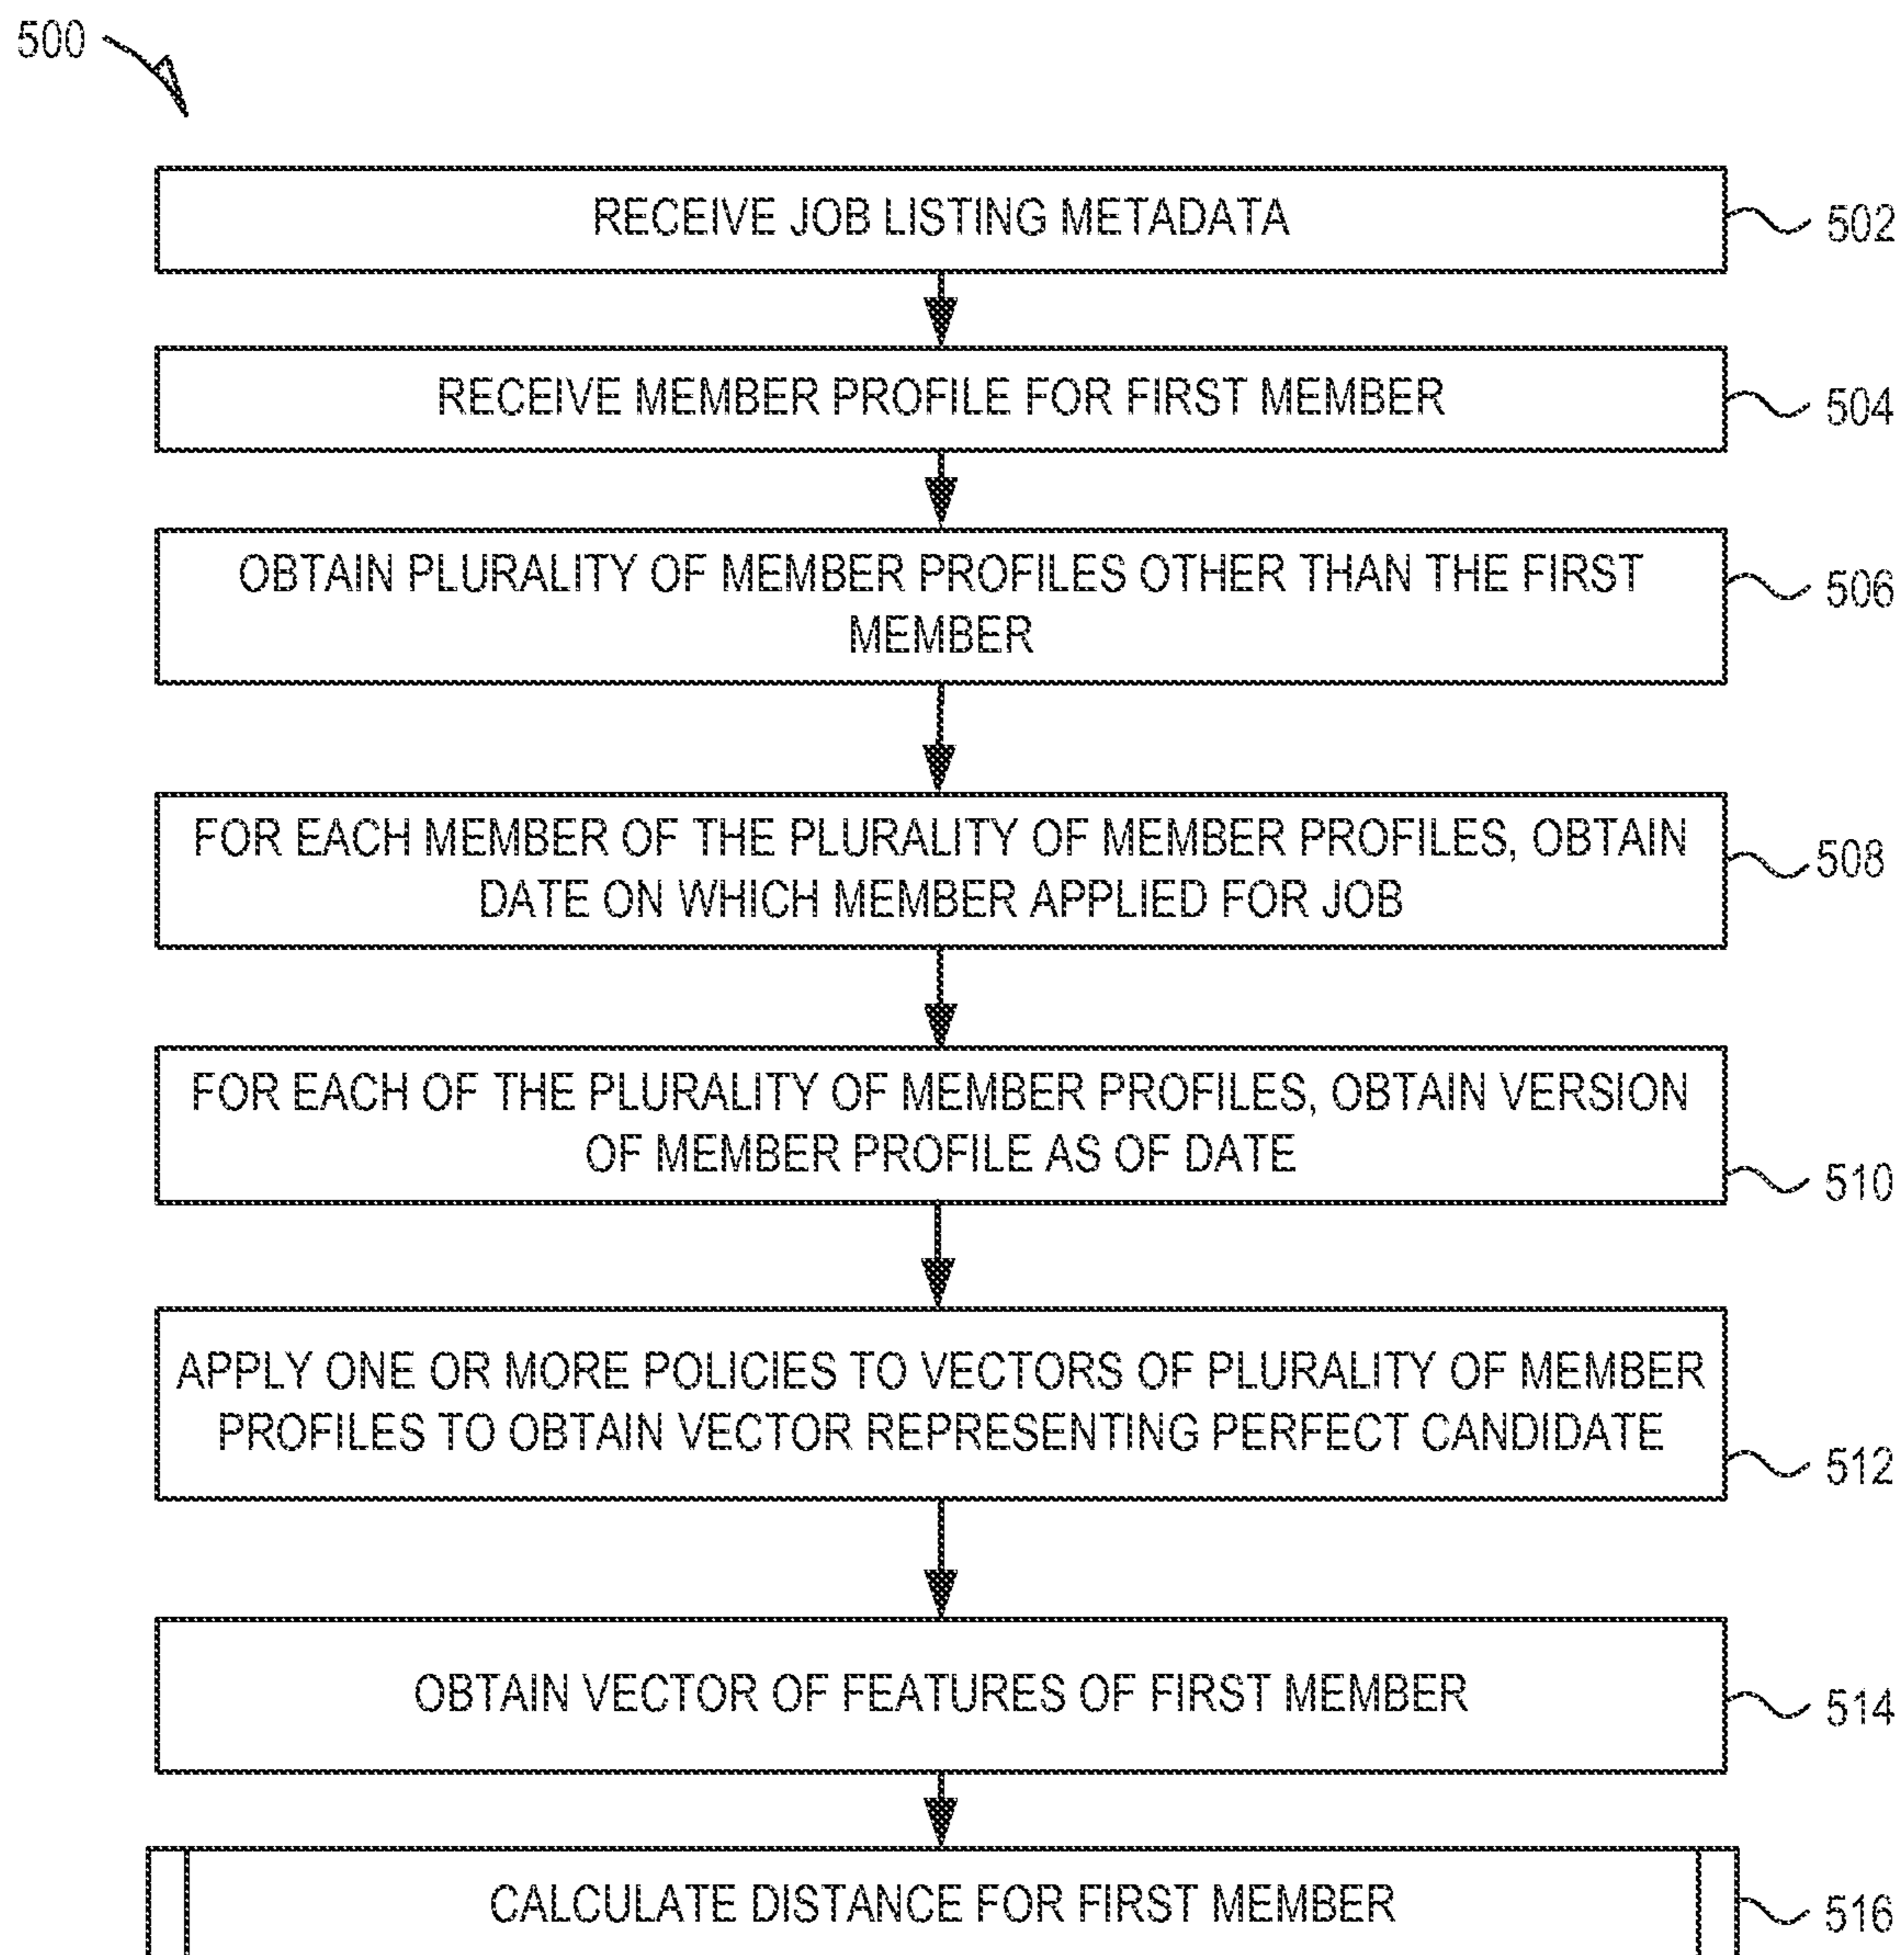 500
RECEIVE JOB LISTING METADATA
502
RECEIVE MEMBER PROFILE FOR FIRST MEMBER
504
OBTAIN PLURALITY OF MEMBER PROFILES OTHER THAN THE FIRST
MEMBER
506
FOR EACH MEMBER OF THE PLURALITY OF MEMBER PROFILES, OBTAIN
DATE ON WHICH MEMBER APPLIED FOR JOB
508
FOR EACH OF THE PLURALITY OF MEMBER PROFILES, OBTAIN VERSION
OF MEMBER PROFILE AS OF DATE
510
APPLY ONE OR MORE POLICIES TO VECTORS OF PLURALITY OF MEMBER
PROFILES TO OBTAIN VECTOR REPRESENTING PERFECT CANDIDATE
512
OBTAIN VECTOR OF FEATURES OF FIRST MEMBER
514
CALCULATE DISTANCE FOR FIRST MEMBER
516